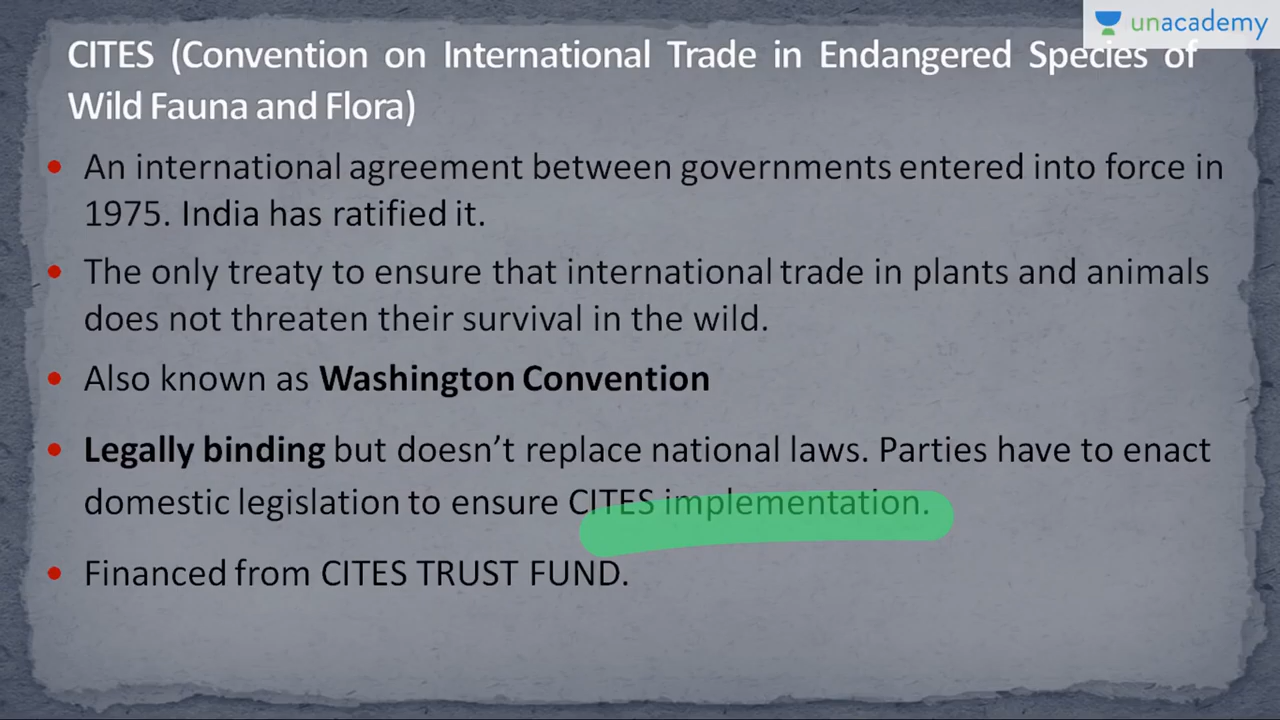 unacademy
CITES (Convention on International Trade in Endangered Species of
Wild Fauna and Flora)
• An international agreement between governments entered into force in
1975. India has ratified it.
• The only treaty to ensure that international trade in plants and animals
does not threaten their survival in the wild.
• Also known as Washington Convention
• Legally binding but doesn’t replace national laws. Parties have to enact
domestic legislation to ensure CITES implementation.
• Financed from CITES TRUST FUND.